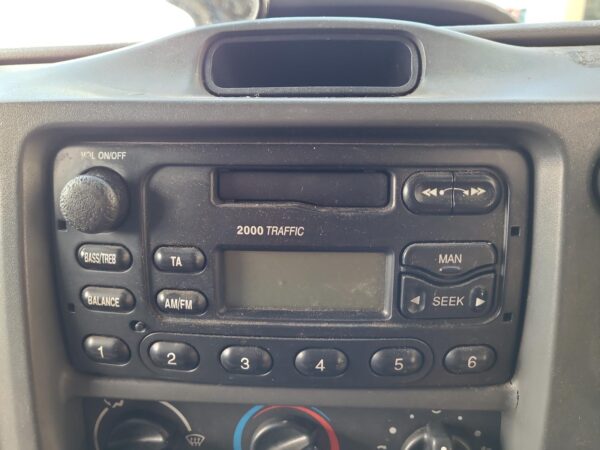 VOL ON/OFF
2000 TRAFFIC
BASS/TREB
TA
MAN
BALANCE
AM/FM
SEEK
1 2 3 4 5 6